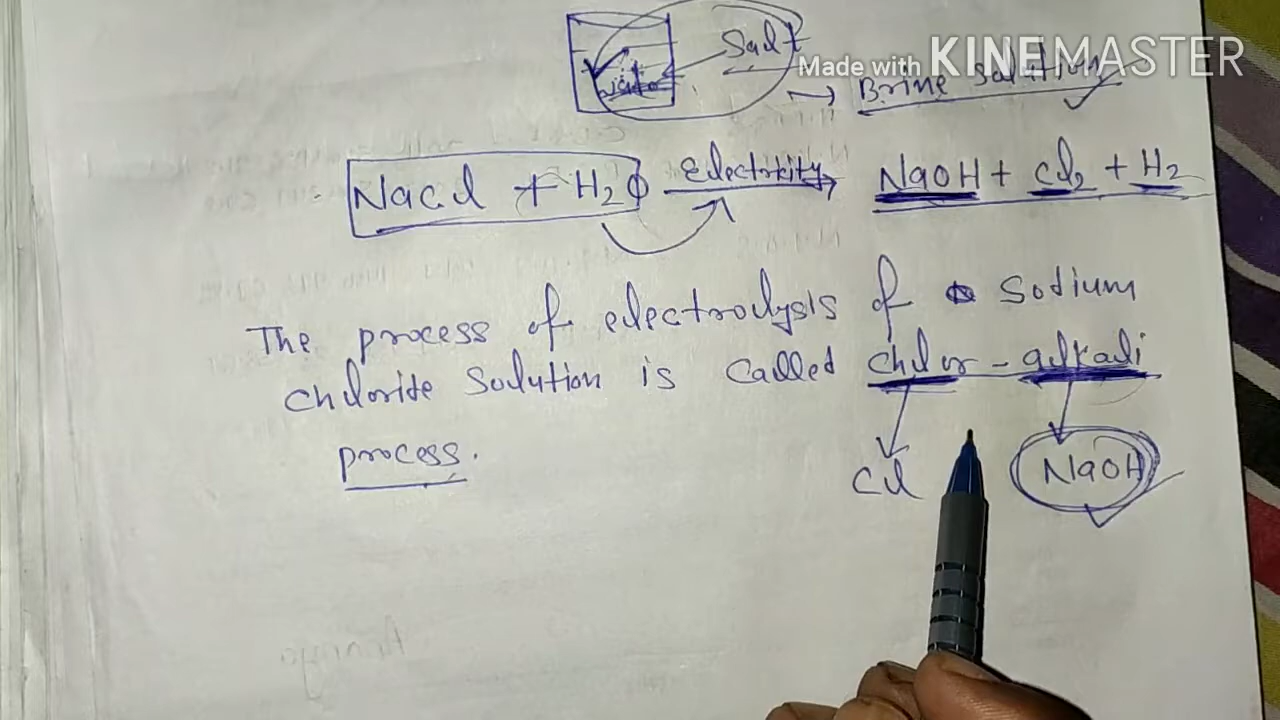 Salt
Made with KINEMASTER
water
→ Brine Solution
NaCl + H2O Electricity → NaOH + Cl2 + H2
The process of electrolysis of Sodium
Chloride Solution is called chlor-alkali
process.
Cl NaOH